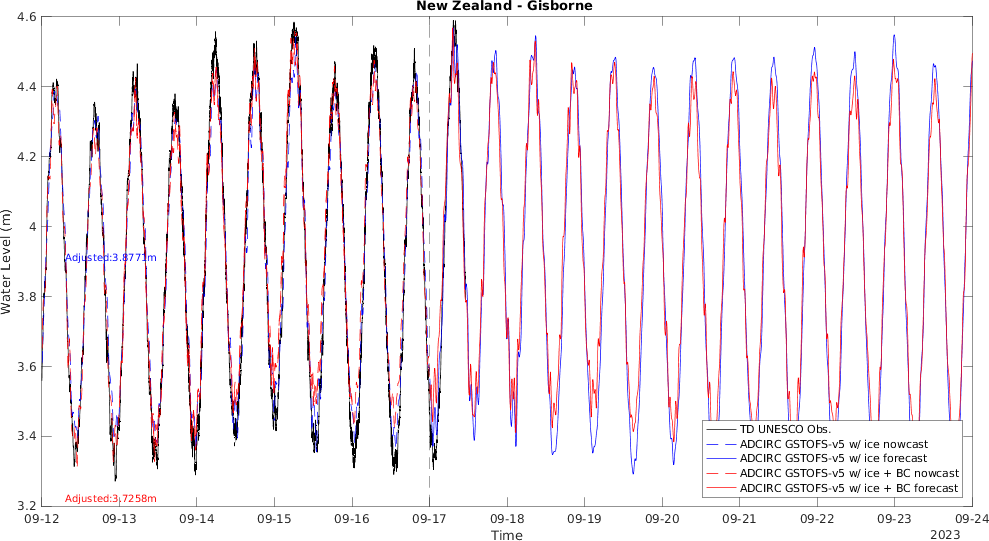 New Zealand - Gisborne
4.6
4.4
4.2
4
3.8
3.6
3.4
3.2
Water Level (m)
Adjusted:3.8771m
Adjusted:3.7258m
TD UNESCO Obs.
ADCIRC GSTOFS-v5 w/ ice nowcast
ADCIRC GSTOFS-v5 w/ ice forecast
ADCIRC GSTOFS-v5 w/ ice + BC nowcast
ADCIRC GSTOFS-v5 w/ ice + BC forecast
09-12 09-13 09-14 09-15 09-16 09-17 09-18 09-19 09-20 09-21 09-22 09-23 09-24
Time
2023